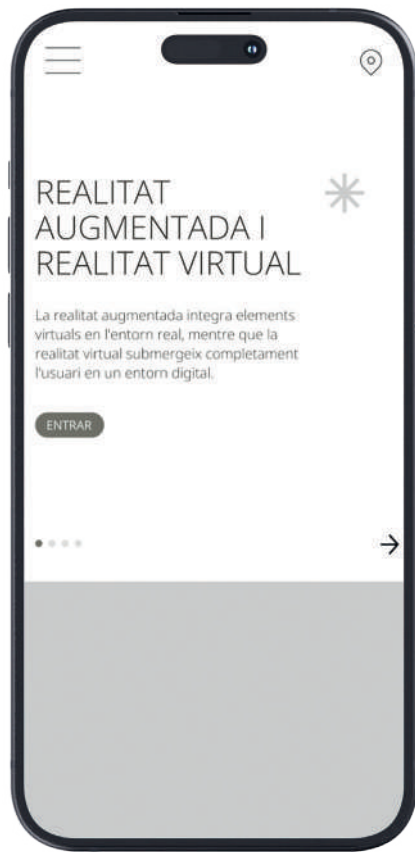 REALITAT
AUGMENTADA I
REALITAT VIRTUAL
La realitat augmentada integra elements
virtuals en l'entorn real, mentre que la
realitat virtual submergeix completament
l'usuari en un entorn digital.
ENTRAR